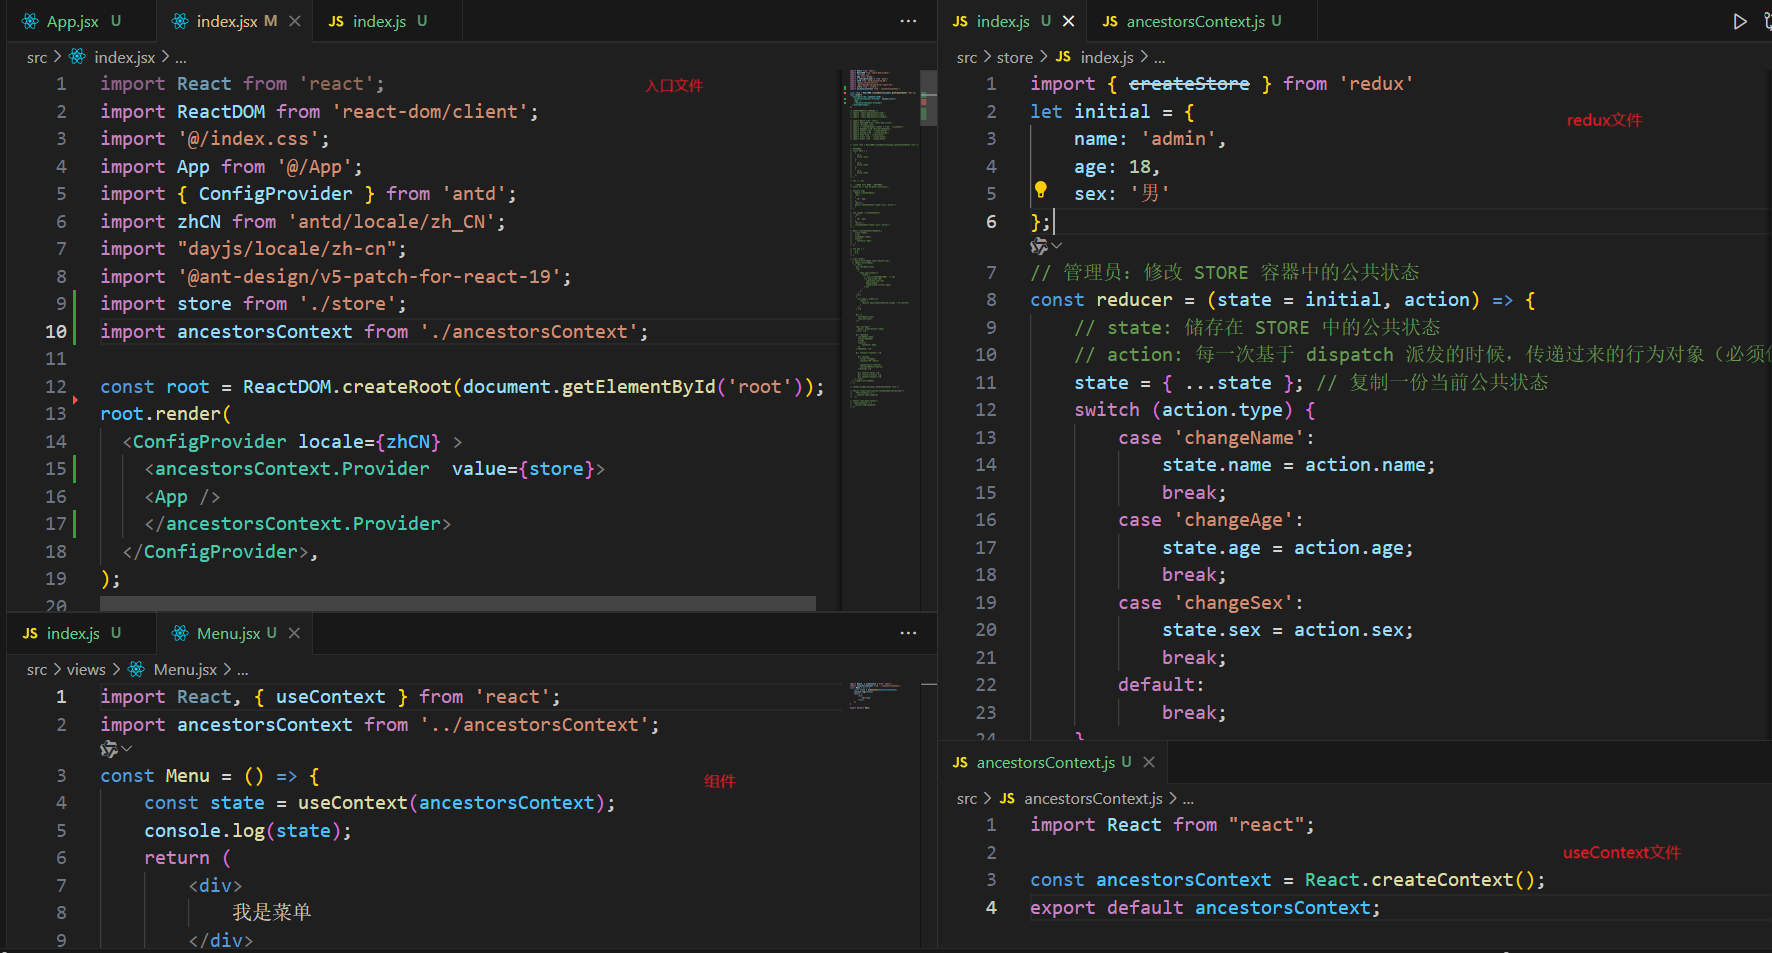 App.jsx U
index.jsx M
JS index.js U
src > index.jsx > ...
入口文件
1 import React from 'react';
2 import ReactDOM from 'react-dom/client';
3 import '@/index.css';
4 import App from '@/App';
5 import { ConfigProvider } from 'antd';
6 import zhCN from 'antd/locale/zh_CN';
7 import "dayjs/locale/zh-cn";
8 import '@ant-design/v5-patch-for-react-19';
9 import store from './store';
10 import ancestorsContext from './ancestorsContext';
11
12 const root = ReactDOM.createRoot(document.getElementById('root'));
13 root.render(
14 <ConfigProvider locale={zhCN} >
15 <ancestorsContext.Provider  value={store}>
16 <App />
17 </ancestorsContext.Provider>
18 </ConfigProvider>,
19 );
20
JS index.js U
Menu.jsx U
src > views > Menu.jsx > ...
1 import React, { useContext } from 'react';
2 import ancestorsContext from '../ancestorsContext';
3 const Menu = () => {
组件
4 const state = useContext(ancestorsContext);
5 console.log(state);
6 return (
7 <div>
8 我是菜单
9 </div>
JS index.js U
JS ancestorsContext.js U
src > store > JS index.js > ...
1 import { createStore } from 'redux'
2 let initial = {
redux文件
3 name: 'admin',
4 age: 18,
5 sex: '男'
6 };
7 // 管理员: 修改 STORE 容器中的公共状态
8 const reducer = (state = initial, action) => {
9 // state: 储存在 STORE 中的公共状态
10 // action: 每一次基于 dispatch 派发的时候, 传递过来的行为对象（必须
11 state = { ...state }; // 复制一份当前公共状态
12 switch (action.type) {
13 case 'changeName':
14 state.name = action.name;
15 break;
16 case 'changeAge':
17 state.age = action.age;
18 break;
19 case 'changeSex':
20 state.sex = action.sex;
21 break;
22 default:
23 break;
24 }
JS ancestorsContext.js U
src > JS ancestorsContext.js > ...
1 import React from "react";
2
useContext文件
3 const ancestorsContext = React.createContext();
4 export default ancestorsContext;